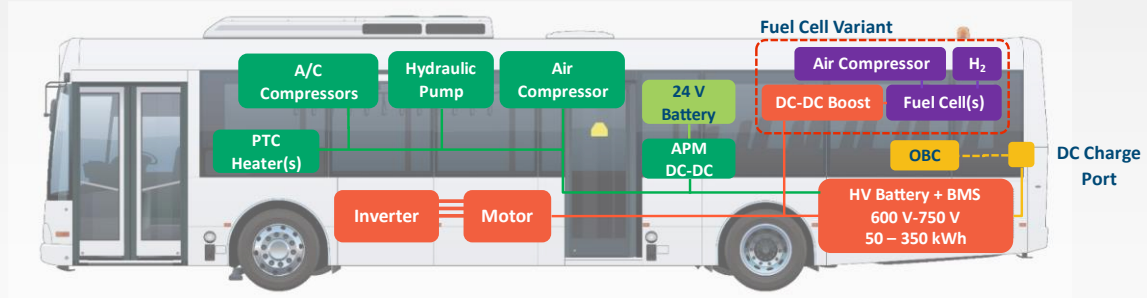 Fuel Cell Variant
A/C
Compressors
Hydraulic
Pump
Air
Compressor
Air Compressor
H₂
24 V
Battery
DC-DC Boost
Fuel Cell(s)
PTC
Heater(s)
APM
DC-DC
OBC
DC Charge
Port
Inverter
Motor
HV Battery + BMS
600 V-750 V
50 – 350 kWh